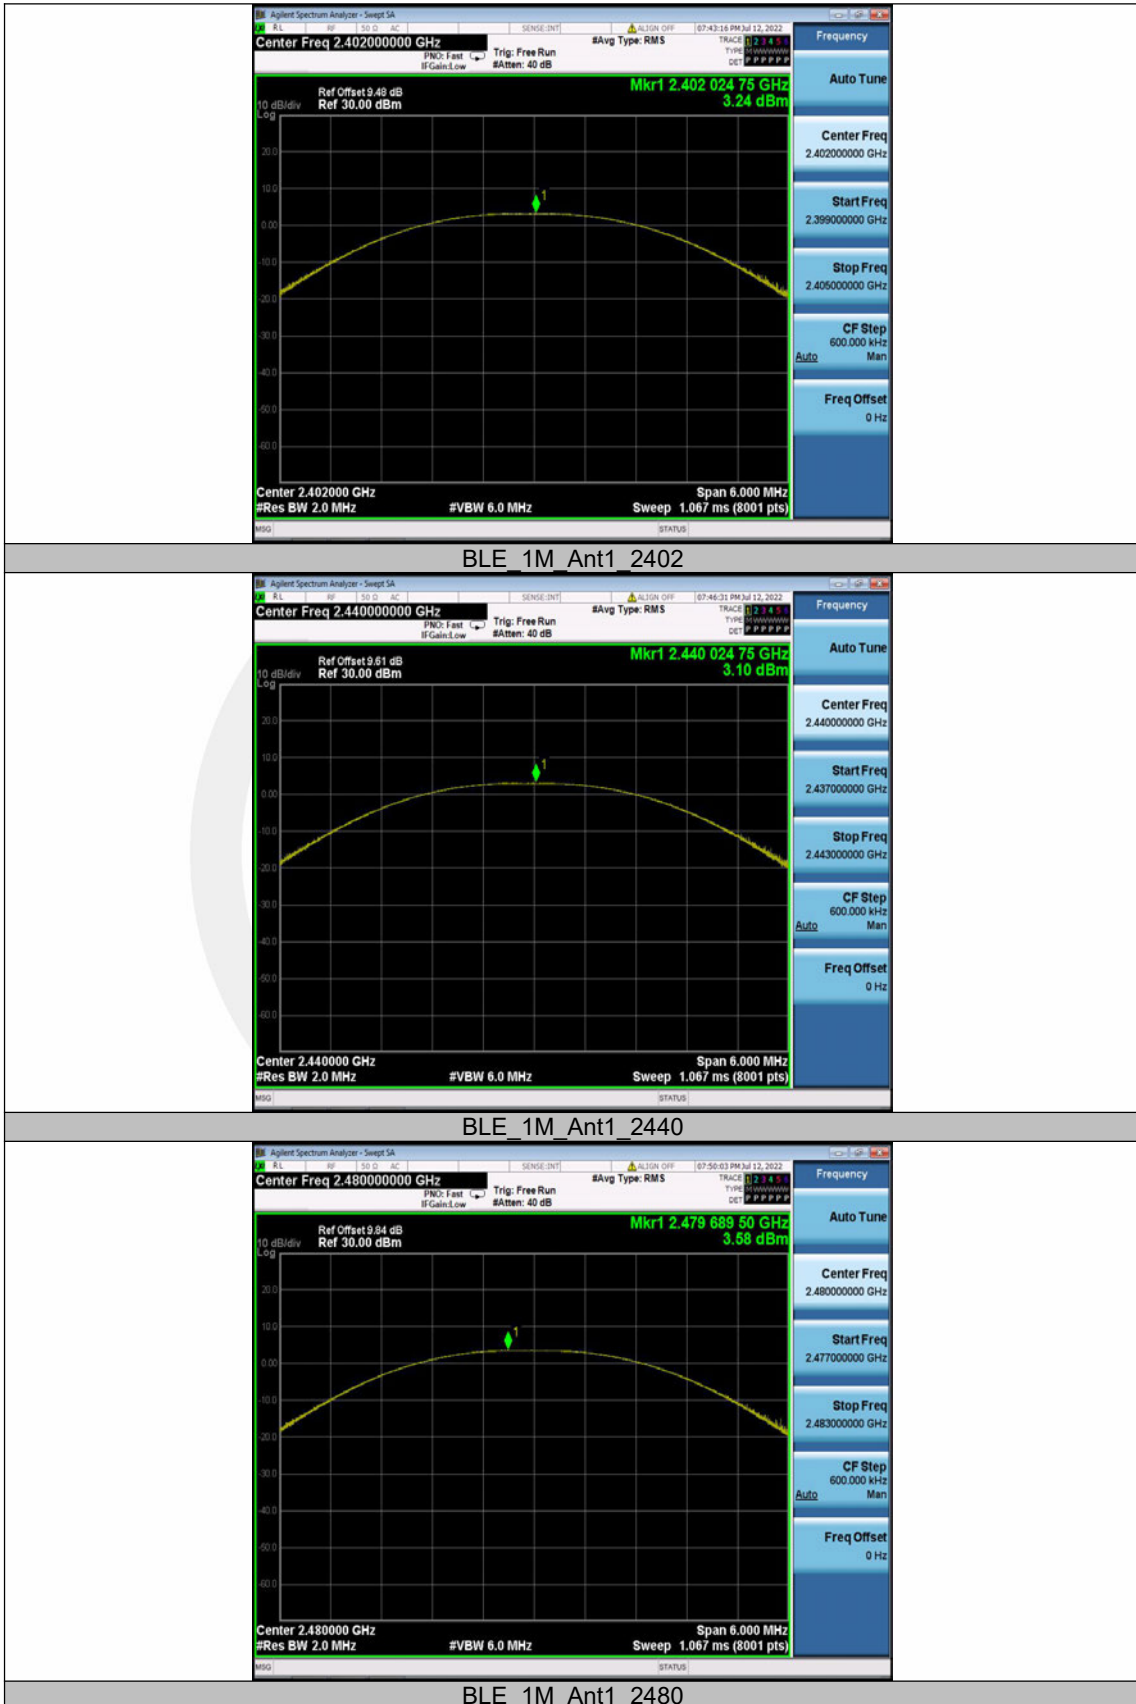 Agilent Spectrum Analyzer - Swept SA
RL RF 50 Ω AC SENSE:INT ALIGN OFF 07:43:16 PM Jul 12, 2022
Center Freq 2.402000000 GHz
PNO: Fast
IFGain:Low
Trig: Free Run
#Atten: 40 dB
#Avg Type: RMS
TRACE 1 2 3 4 5 6
TYPE M WWWWW
DET P P P P P P
Mkr1 2.402 024 75 GHz
3.24 dBm
Ref Offset 9.48 dB
10 dB/div Ref 30.00 dBm
Log
20.0
10.0
0.00
-10.0
-20.0
-30.0
-40.0
-50.0
-60.0
1
Center 2.402000 GHz Span 6.000 MHz
#Res BW 2.0 MHz #VBW 6.0 MHz Sweep 1.067 ms (8001 pts)
MSG STATUS
Frequency
Auto Tune
Center Freq
2.402000000 GHz
Start Freq
2.399000000 GHz
Stop Freq
2.405000000 GHz
CF Step
600.000 kHz
Auto Man
Freq Offset
0 Hz
BLE_1M_Ant1_2402
Agilent Spectrum Analyzer - Swept SA
RL RF 50 Ω AC SENSE:INT ALIGN OFF 07:46:31 PM Jul 12, 2022
Center Freq 2.440000000 GHz
PNO: Fast
IFGain:Low
Trig: Free Run
#Atten: 40 dB
#Avg Type: RMS
TRACE 1 2 3 4 5 6
TYPE M WWWWW
DET P P P P P P
Mkr1 2.440 024 75 GHz
3.10 dBm
Ref Offset 9.61 dB
10 dB/div Ref 30.00 dBm
Log
20.0
10.0
0.00
-10.0
-20.0
-30.0
-40.0
-50.0
-60.0
1
Center 2.440000 GHz Span 6.000 MHz
#Res BW 2.0 MHz #VBW 6.0 MHz Sweep 1.067 ms (8001 pts)
MSG STATUS
Frequency
Auto Tune
Center Freq
2.440000000 GHz
Start Freq
2.437000000 GHz
Stop Freq
2.443000000 GHz
CF Step
600.000 kHz
Auto Man
Freq Offset
0 Hz
BLE_1M_Ant1_2440
Agilent Spectrum Analyzer - Swept SA
RL RF 50 Ω AC SENSE:INT ALIGN OFF 07:50:03 PM Jul 12, 2022
Center Freq 2.480000000 GHz
PNO: Fast
IFGain:Low
Trig: Free Run
#Atten: 40 dB
#Avg Type: RMS
TRACE 1 2 3 4 5 6
TYPE M WWWWW
DET P P P P P P
Mkr1 2.479 689 50 GHz
3.58 dBm
Ref Offset 9.84 dB
10 dB/div Ref 30.00 dBm
Log
20.0
10.0
0.00
-10.0
-20.0
-30.0
-40.0
-50.0
-60.0
1
Center 2.480000 GHz Span 6.000 MHz
#Res BW 2.0 MHz #VBW 6.0 MHz Sweep 1.067 ms (8001 pts)
MSG STATUS
Frequency
Auto Tune
Center Freq
2.480000000 GHz
Start Freq
2.477000000 GHz
Stop Freq
2.483000000 GHz
CF Step
600.000 kHz
Auto Man
Freq Offset
0 Hz
BLE_1M_Ant1_2480